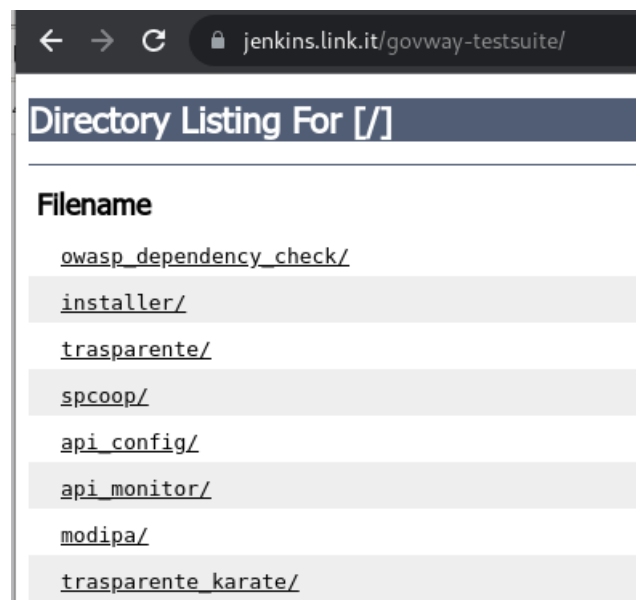 jenkins.link.it/govway-testsuite/
Directory Listing For [/]
Filename
owasp_dependency_check/
installer/
trasparente/
spcoop/
api_config/
api_monitor/
modipa/
trasparente_karate/